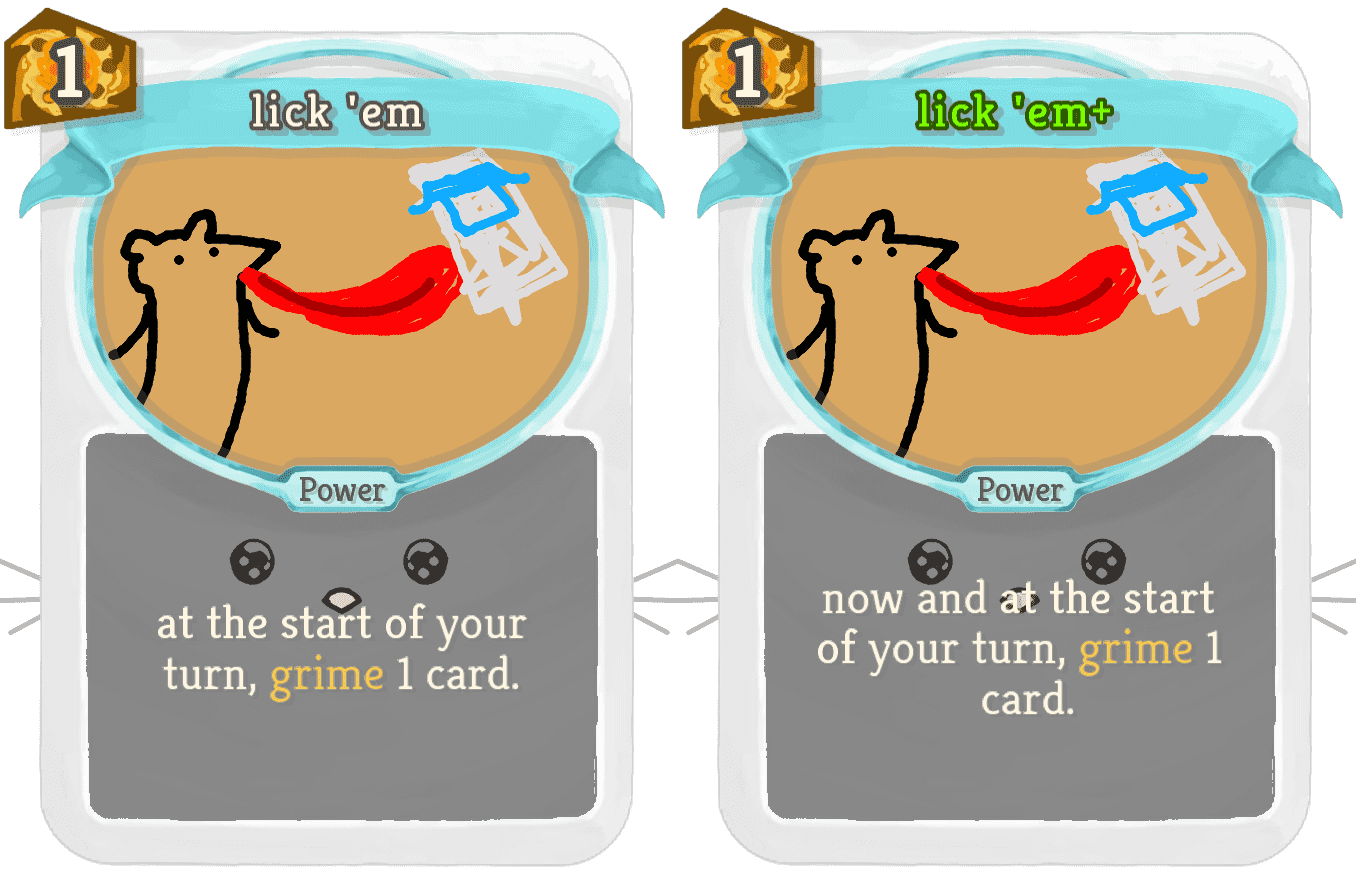 1
lick 'em
Power
at the start of your
turn, grime 1 card.
1
lick 'em+
Power
now and at the start
of your turn, grime 1
card.